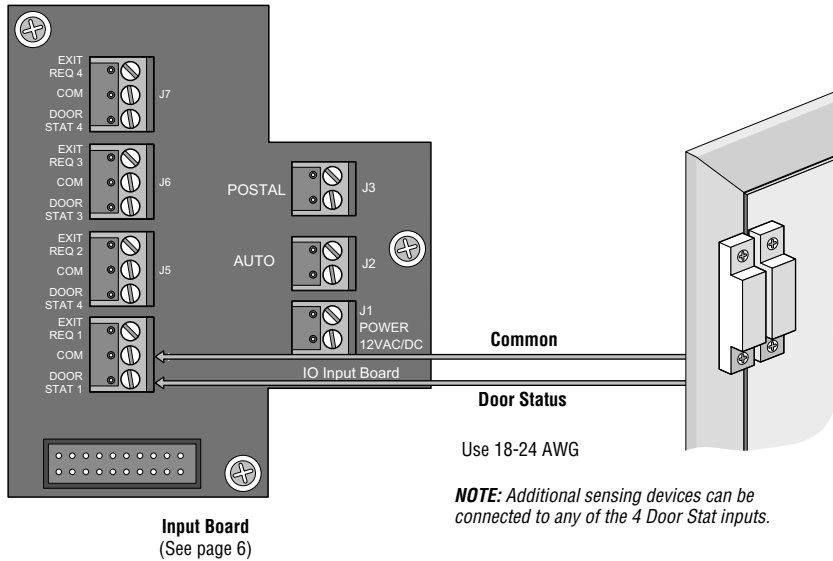 EXIT
REQ 4
COM
DOOR
STAT 4
J7
EXIT
REQ 3
COM
DOOR
STAT 3
J6
EXIT
REQ 2
COM
DOOR
STAT 4
J5
EXIT
REQ 1
COM
DOOR
STAT 1
POSTAL
J3
AUTO
J2
J1
POWER
12VAC/DC
IO Input Board
Common
Door Status
Use 18-24 AWG
NOTE: Additional sensing devices can be
connected to any of the 4 Door Stat inputs.
Input Board
(See page 6)